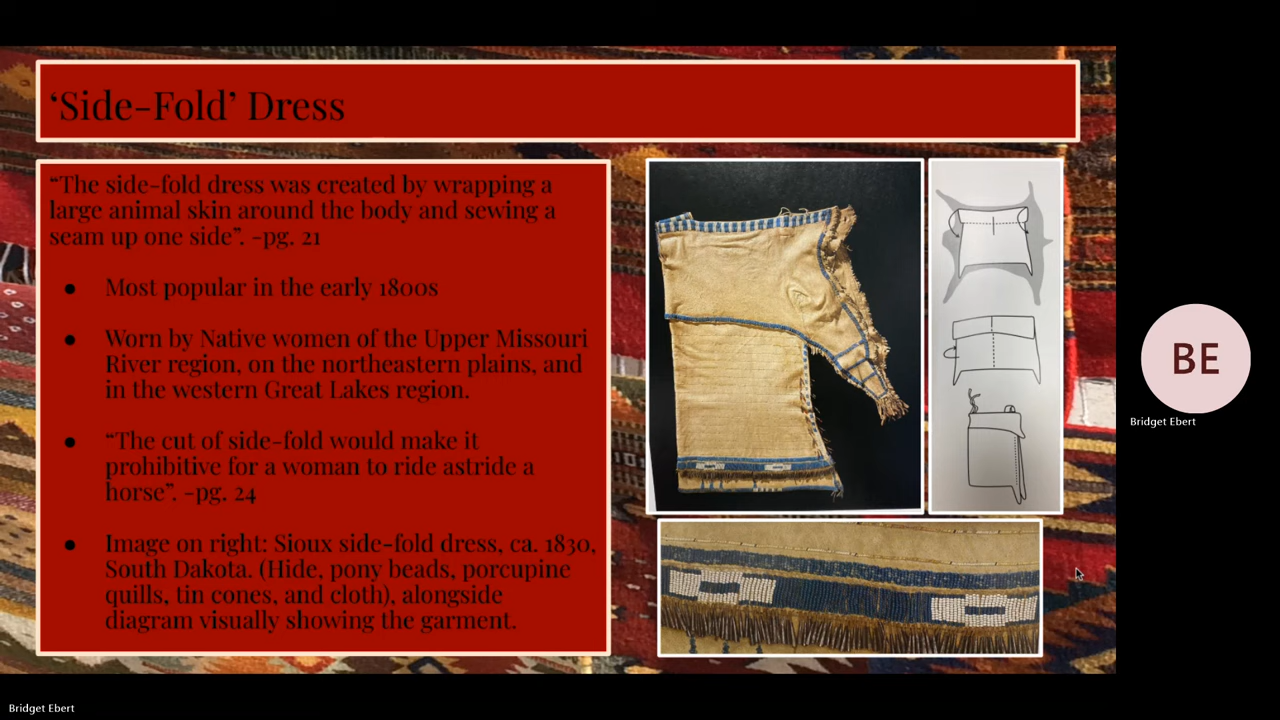 ‘Side-Fold’ Dress
“The side-fold dress was created by wrapping a
large animal skin around the body and sewing a
seam up one side”. -pg. 21
● Most popular in the early 1800s
● Worn by Native women of the Upper Missouri
River region, on the northeastern plains, and
in the western Great Lakes region.
● “The cut of side-fold would make it
prohibitive for a woman to ride astride a
horse”. -pg. 24
● Image on right: Sioux side-fold dress, ca. 1830,
South Dakota. (Hide, pony beads, porcupine
quills, tin cones, and cloth), alongside
diagram visually showing the garment.
BE
Bridget Ebert
Bridget Ebert